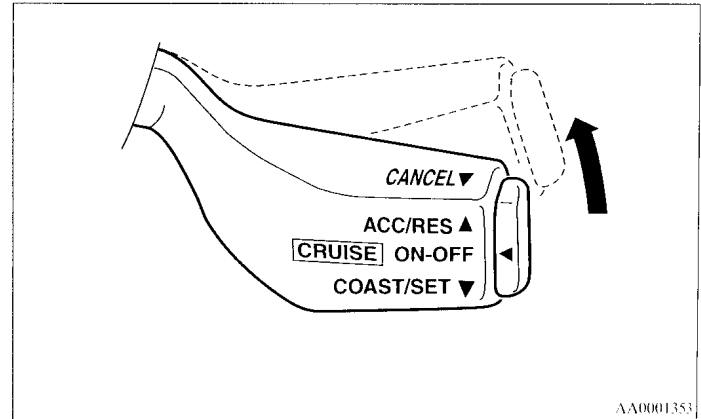 CANCEL▼
ACC/RES ▲
CRUISE ON-OFF ◄
COAST/SET ▼
AA0001353